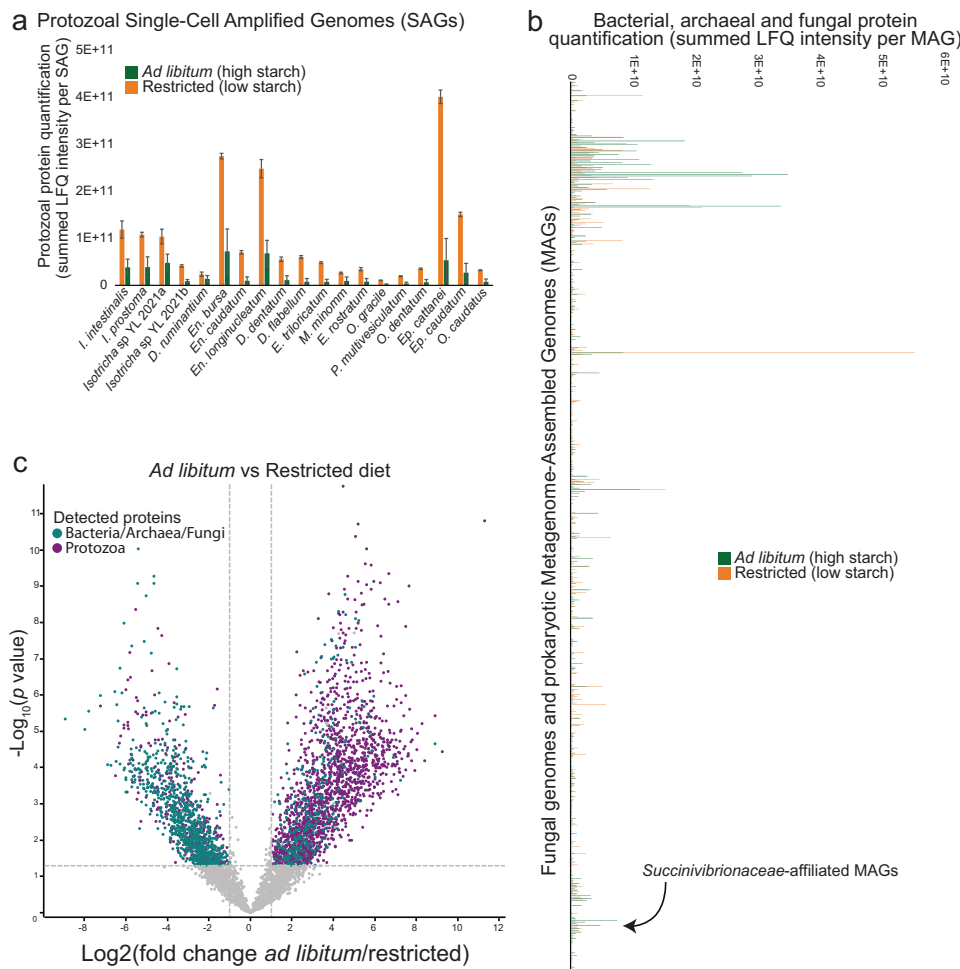 a Protozoal Single-Cell Amplified Genomes (SAGs)
Protozoal protein quantification
(summed LFQ intensity per SAG)
5E+11
4E+11
3E+11
2E+11
1E+11
0
Ad libitum (high starch)
Restricted (low starch)
I. intestinalis
I. prostoma
Isotricha sp YL 2021a
Isotricha sp YL 2021b
D. ruminantium
En. bursa
En. caudatum
En. longinucleatum
D. dentatum
D. flabellum
E. triloricatum
M. minomm
E. rostratum
O. gracile
P. multivesiculatum
O. dentatum
Ep. cattanei
Ep. caudatum
O. caudatus
b Bacterial, archaeal and fungal protein
quantification (summed LFQ intensity per MAG)
0
1E+10
2E+10
3E+10
4E+10
5E+10
6E+10
Fungal genomes and prokaryotic Metagenome-Assembled Genomes (MAGs)
Ad libitum (high starch)
Restricted (low starch)
Succinivibrionaceae-affiliated MAGs
c
Ad libitum vs Restricted diet
Detected proteins
Bacteria/Archaea/Fungi
Protozoa
-Log10(p value)
11
10
9
8
7
6
5
4
3
2
1
0
-8
-6
-4
-2
0
2
4
6
8
10
12
Log2(fold change ad libitum/restricted)